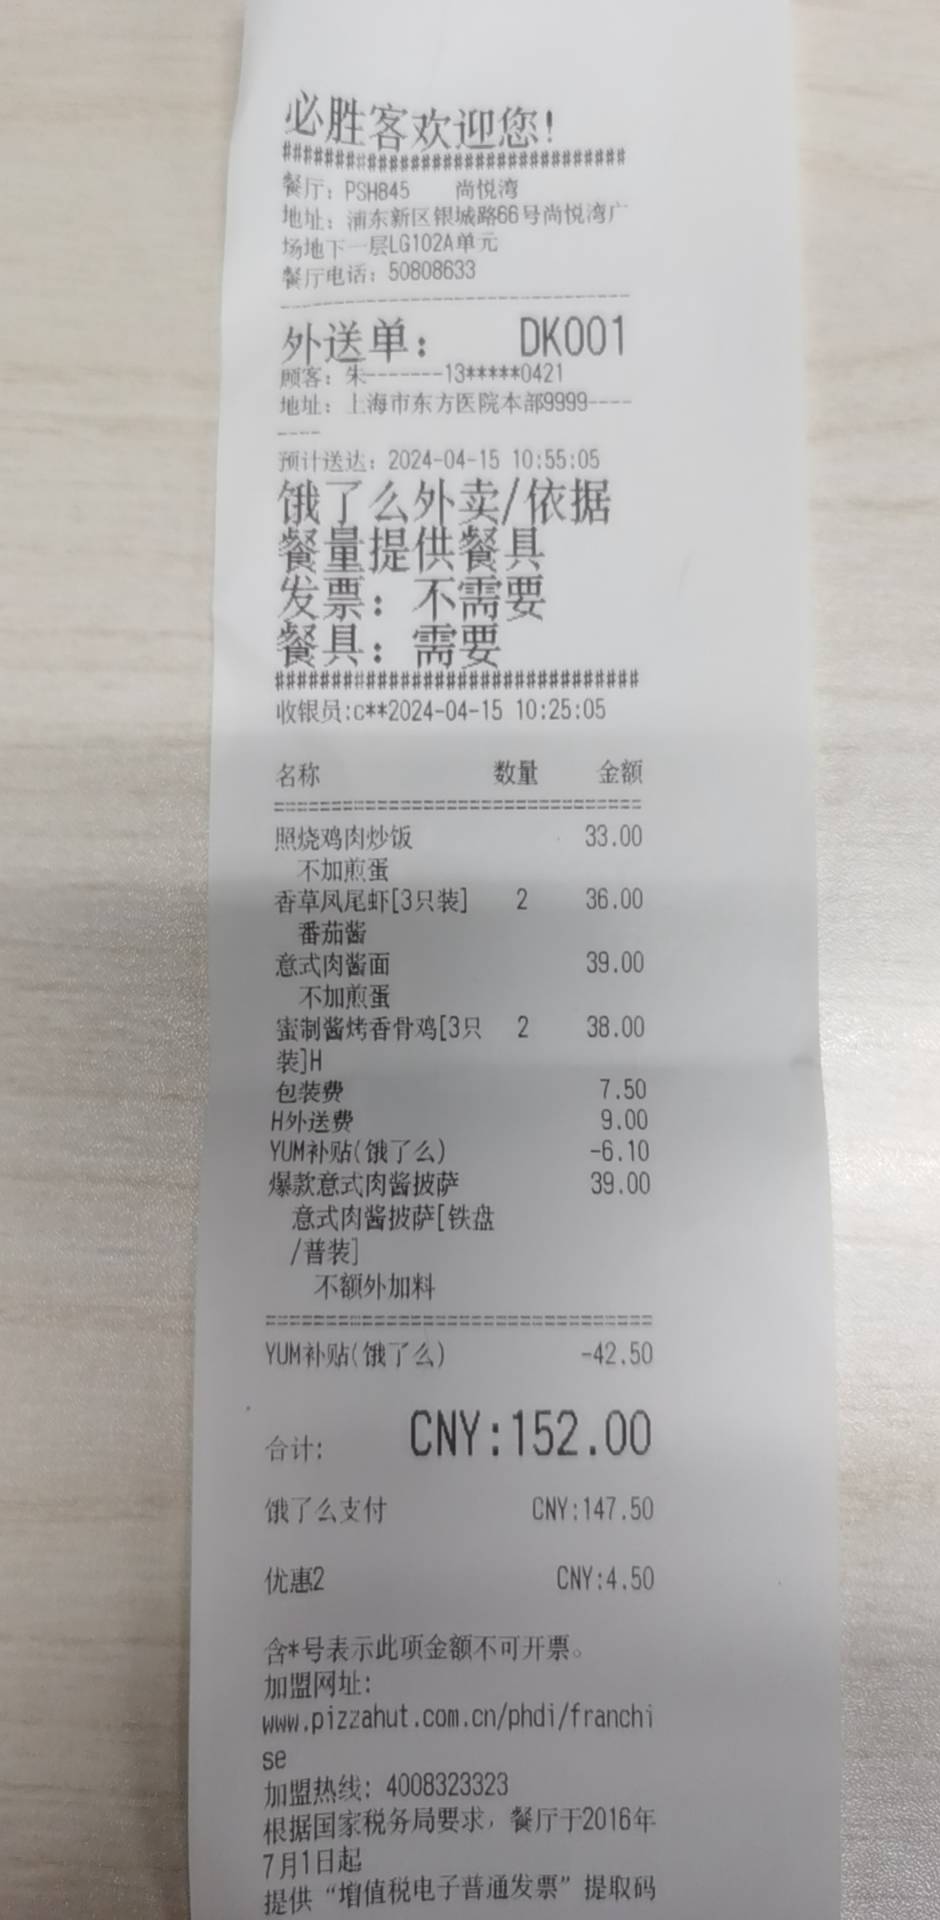 必胜客欢迎您!
######################################
餐厅: PSH845 尚悦湾
地址: 浦东新区银城路66号尚悦湾广
场地下一层LG102A单元
餐厅电话: 50808633
--------------------------------------
外送单: DK001
顾客: 朱-------13*****0421
地址: 上海市东方医院本部9999----
----
预计送达: 2024-04-15 10:55:05
饿了么外卖/依据
餐量提供餐具
发票: 不需要
餐具: 需要
######################################
收银员:c**2024-04-15 10:25:05
名称 数量 金额
======================================
照烧鸡肉炒饭 33.00
不加煎蛋
香草凤尾虾[3只装] 2 36.00
番茄酱
意式肉酱面 39.00
不加煎蛋
蜜制酱烤香骨鸡[3只 2 38.00
装]H
包装费 7.50
H外送费 9.00
YUM补贴(饿了么) -6.10
爆款意式肉酱披萨 39.00
意式肉酱披萨[铁盘
/普装]
不额外加料
======================================
YUM补贴(饿了么) -42.50
合计: CNY:152.00
饿了么支付 CNY:147.50
优惠2 CNY:4.50
含*号表示此项金额不可开票。
加盟网址:
www.pizzahut.com.cn/phdi/franchi
se
加盟热线: 4008323323
根据国家税务局要求, 餐厅于2016年
7月1日起
提供“增值税电子普通发票”提取码